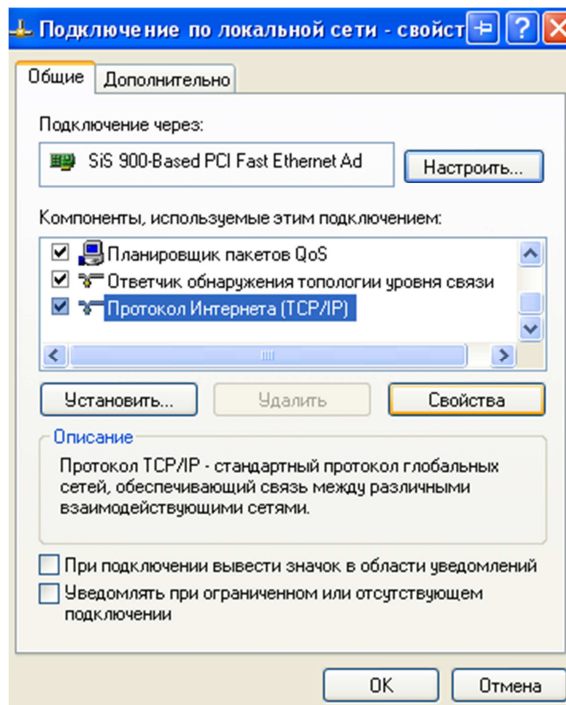 Подключение по локальной сети - свойст
Общие
Дополнительно
Подключение через:
SiS 900-Based PCI Fast Ethernet Ad
Настроить...
Компоненты, используемые этим подключением:
Планировщик пакетов QoS
Ответчик обнаружения топологии уровня связи
Протокол Интернета (TCP/IP)
Установить...
Удалить
Свойства
Описание
Протокол TCP/IP - стандартный протокол глобальных
сетей, обеспечивающий связь между различными
взаимодействующими сетями.
При подключении вывести значок в области уведомлений
Уведомлять при ограниченном или отсутствующем
подключении
OK
Отмена